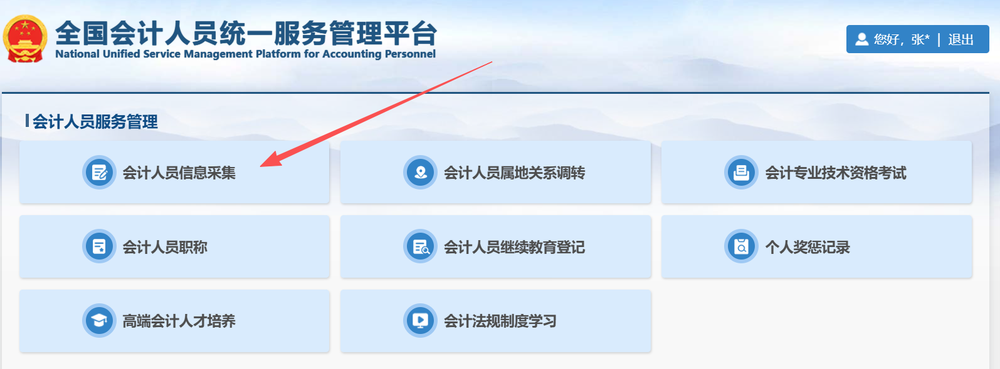 全国会计人员统一服务管理平台
National Unified Service Management Platform for Accounting Personnel
您好，张* | 退出
会计人员服务管理
会计人员信息采集
会计人员属地关系调转
会计专业技术资格考试
会计人员职称
会计人员继续教育登记
个人奖惩记录
高端会计人才培养
会计法规制度学习